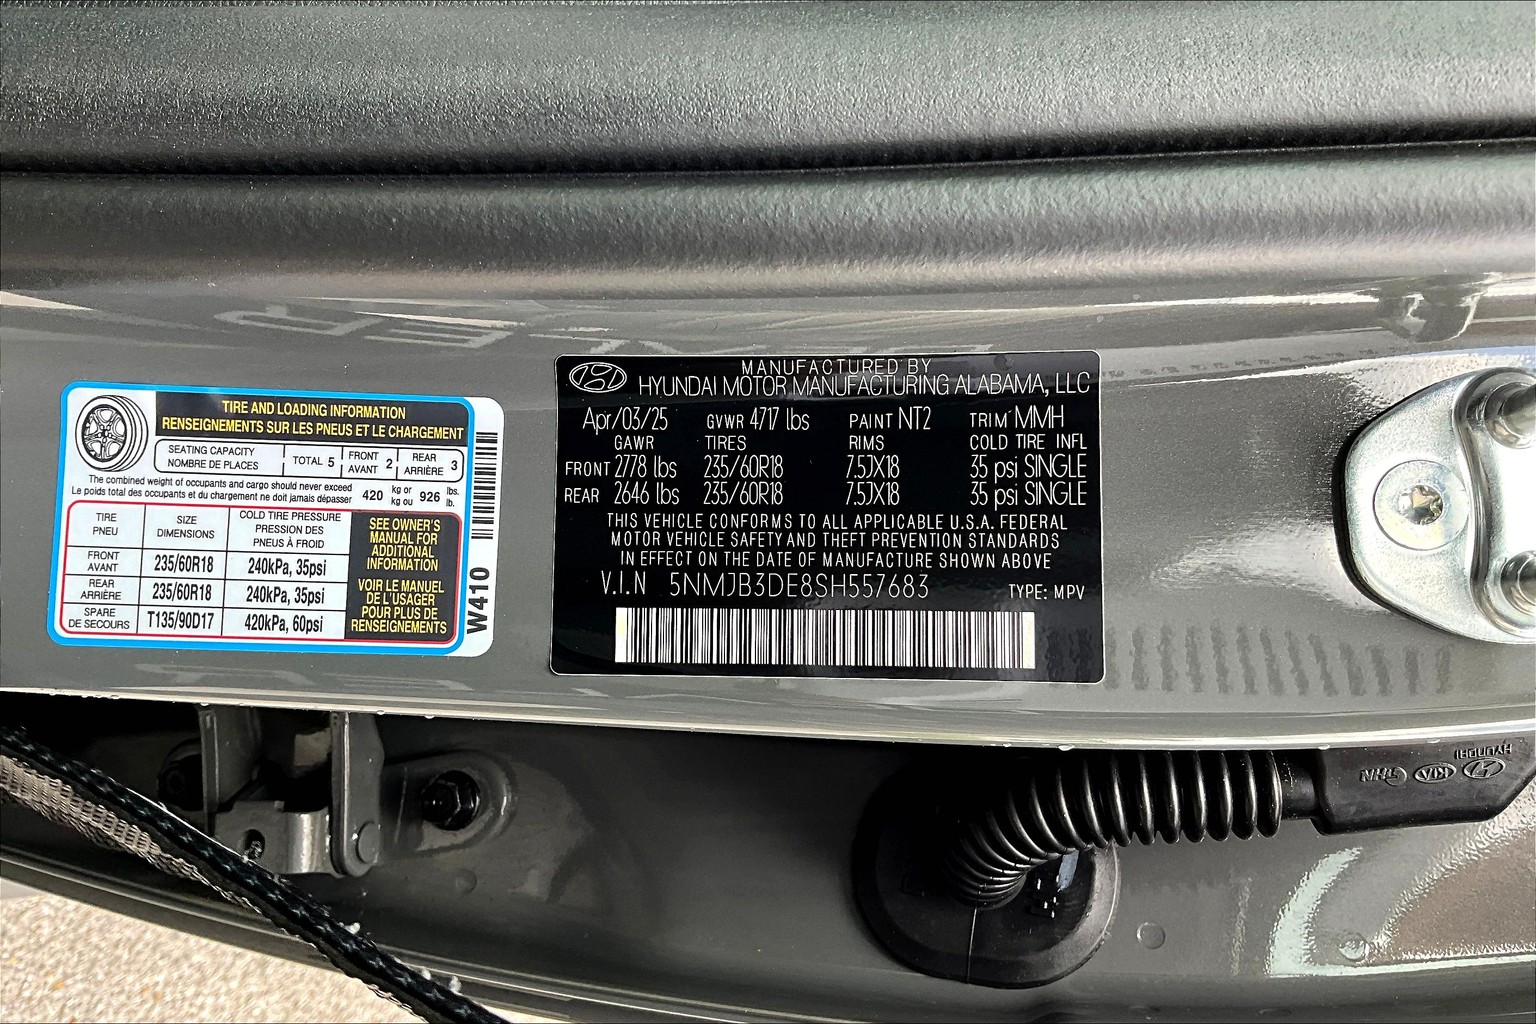 TIRE AND LOADING INFORMATION
RENSEIGNEMENTS SUR LES PNEUS ET LE CHARGEMENT
SEATING CAPACITY
NOMBRE DE PLACES
TOTAL 5
FRONT
AVANT 2
REAR
ARRIÈRE 3
The combined weight of occupants and cargo should never exceed
Le poids total des occupants et du chargement ne doit jamais dépasser
420 kg or
kg ou
926 lbs.
lb.
TIRE
PNEU
SIZE
DIMENSIONS
COLD TIRE PRESSURE
PRESSION DES
PNEUS À FROID
FRONT
AVANT
235/60R18
240kPa, 35psi
REAR
ARRIÈRE
235/60R18
240kPa, 35psi
SPARE
DE SECOURS
T135/90D17
420kPa, 60psi
SEE OWNER'S
MANUAL FOR
ADDITIONAL
INFORMATION
VOIR LE MANUEL
DE L'USAGER
POUR PLUS DE
RENSEIGNEMENTS
W410
MANUFACTURED BY
HYUNDAI MOTOR MANUFACTURING ALABAMA, LLC
Apr/03/25 GVWR 4717 lbs PAINT NT2 TRIM MMH
GAWR TIRES RIMS COLD TIRE INFL
FRONT 2778 lbs 235/60R18 7.5JX18 35 psi SINGLE
REAR 2646 lbs 235/60R18 7.5JX18 35 psi SINGLE
THIS VEHICLE CONFORMS TO ALL APPLICABLE U.S.A. FEDERAL
MOTOR VEHICLE SAFETY AND THEFT PREVENTION STANDARDS
IN EFFECT ON THE DATE OF MANUFACTURE SHOWN ABOVE
V.I.N 5NMJB3DE8SH557683 TYPE: MPV
HYUNDAI
KIA